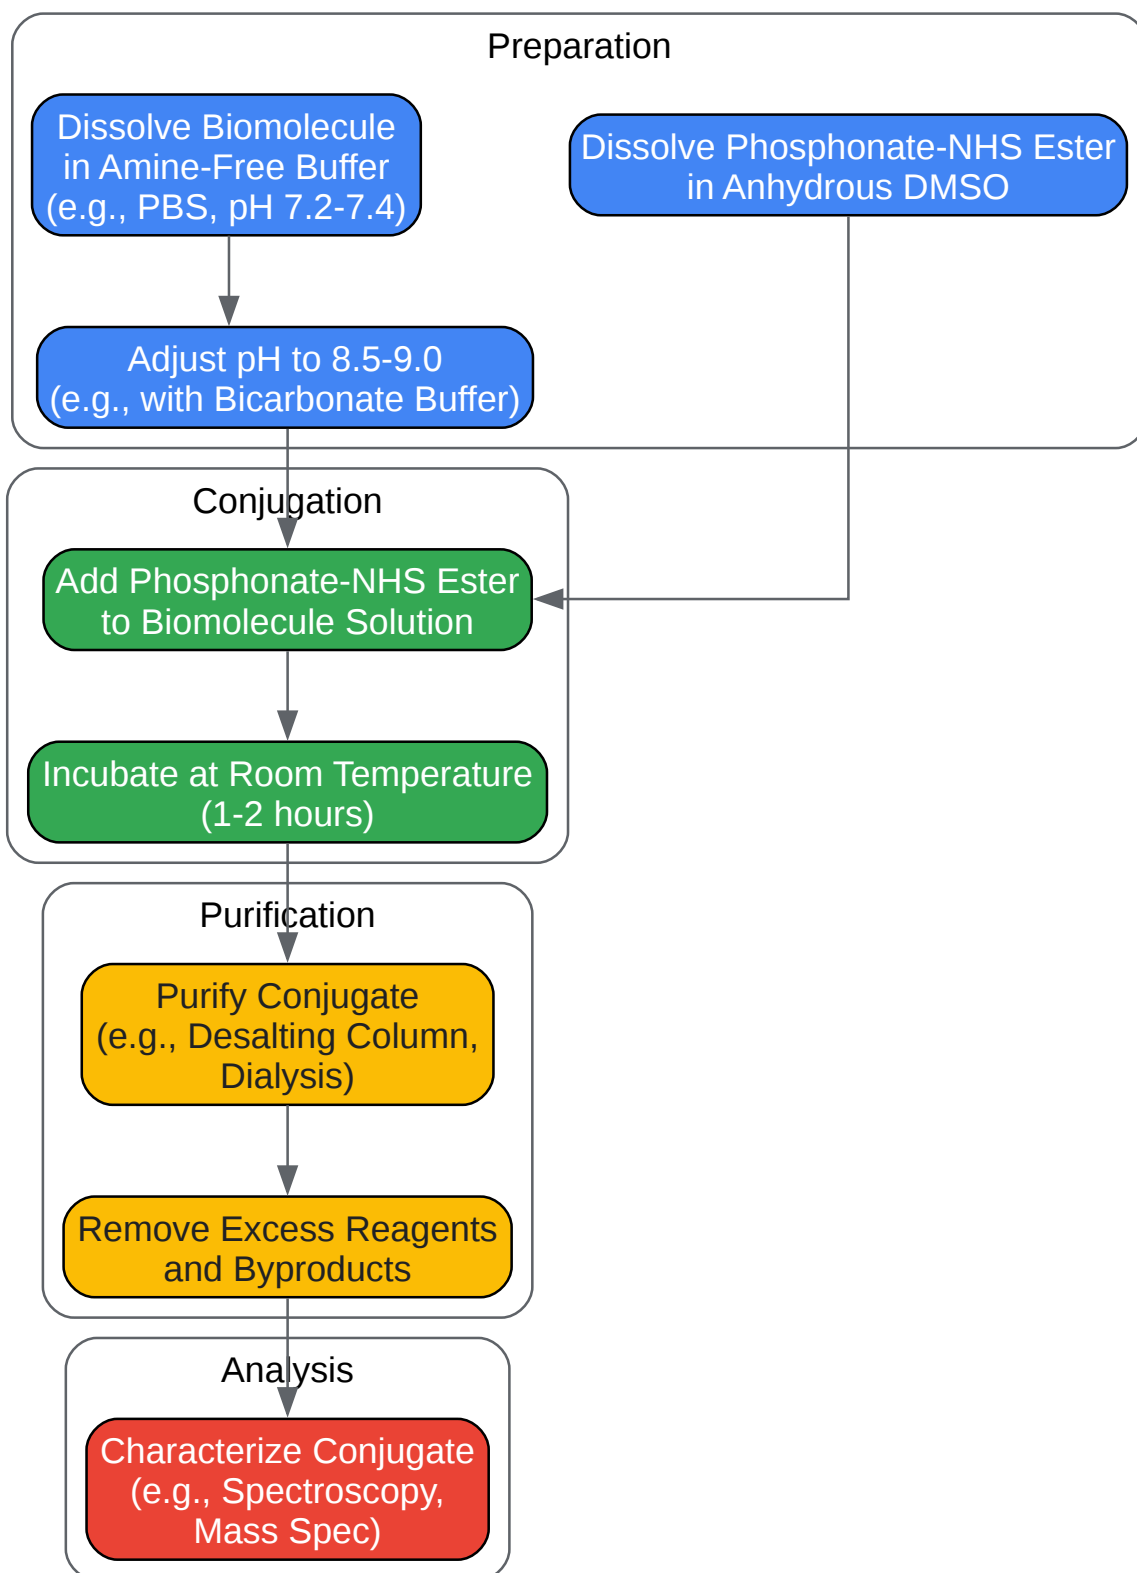 Preparation
Dissolve Biomolecule
in Amine-Free Buffer
(e.g., PBS, pH 7.2-7.4)
Dissolve Phosphonate-NHS Ester
in Anhydrous DMSO
Adjust pH to 8.5-9.0
(e.g., with Bicarbonate Buffer)
Conjugation
Add Phosphonate-NHS Ester
to Biomolecule Solution
Incubate at Room Temperature
(1-2 hours)
Purification
Purify Conjugate
(e.g., Desalting Column,
Dialysis)
Remove Excess Reagents
and Byproducts
Analysis
Characterize Conjugate
(e.g., Spectroscopy,
Mass Spec)